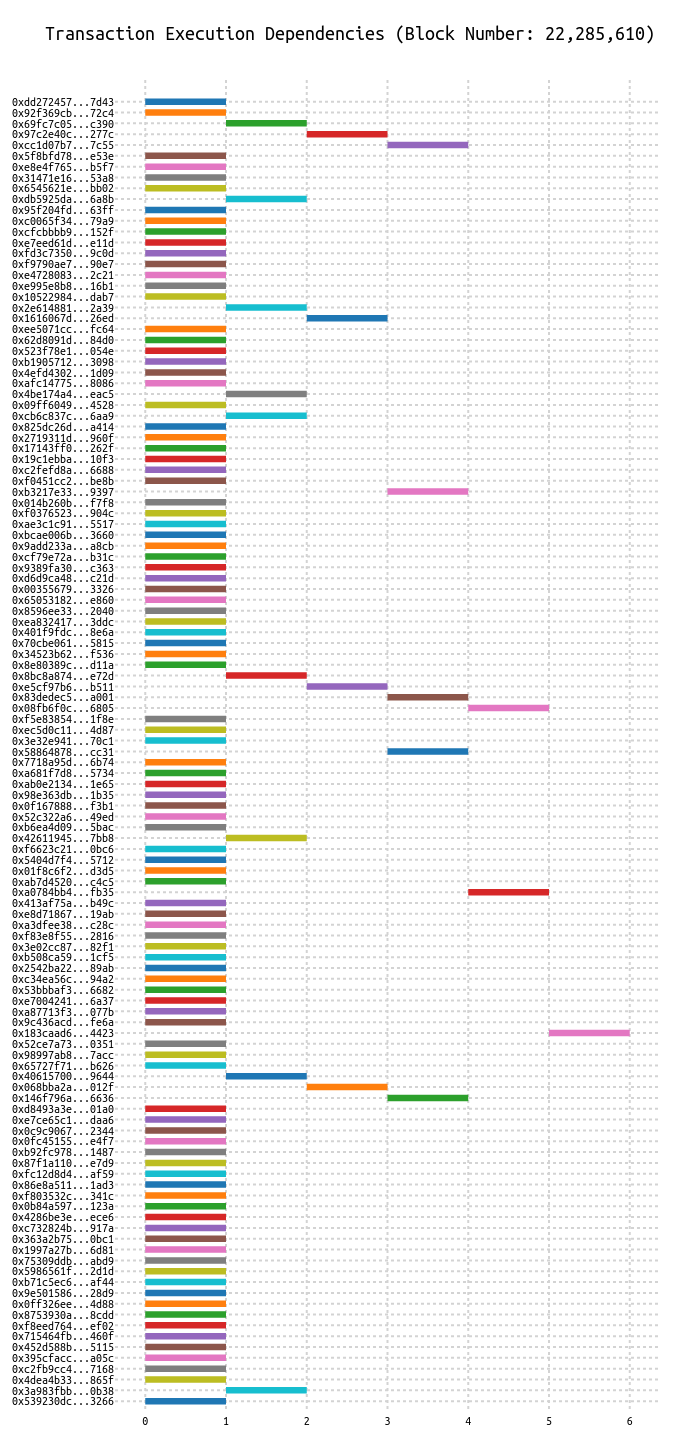 Transaction Execution Dependencies (Block Number: 22,285,610)
0xdd272457...7d43
0x92f369cb...72c4
0x69fc7c05...c390
0x97c2e40c...277c
0xcc1d07b7...7c55
0x5f8bfd78...e53e
0xe8e4f765...b5f7
0x31471e16...53a8
0x6545621e...bb02
0xdb5925da...6a8b
0x95f204fd...63ff
0xc0065f34...79a9
0xcfcbbbb9...152f
0xe7eed61d...e11d
0xfd3c7350...9c0d
0xf9790ae7...90e7
0xe4728083...2c21
0xe995e8b8...16b1
0x10522984...dab7
0x2e614881...2a39
0x1616067d...26ed
0xee5071cc...fc64
0x62d8091d...84d0
0x523f78e1...054e
0xb1905712...3098
0x4efd4302...1d09
0xafc14775...8086
0x4be174a4...eac5
0x09ff6049...4528
0xcb6c837c...6aa9
0x825dc26d...a414
0x2719311d...960f
0x17143ff0...262f
0x19c1ebba...10f3
0xc2fefd8a...6688
0xf0451cc2...be8b
0xb3217e33...9397
0x014b260b...f7f8
0xf0376523...904c
0xae3c1c91...5517
0xbcae006b...3660
0x9add233a...a8cb
0xcf79e72a...b31c
0x9389fa30...c363
0xd6d9ca48...c21d
0x00355679...3326
0x65053182...e860
0x8596ee33...2040
0xea832417...3ddc
0x401f9fdc...8e6a
0x70cbe061...5815
0x34523b62...f536
0x8e80389c...d11a
0x8bc8a874...e72d
0xe5cf97b6...b511
0x83dedec5...a001
0x08fb6f0c...6805
0xf5e83854...1f8e
0xec5d0c11...4d87
0x3e32e941...70c1
0x58864878...cc31
0x7718a95d...6b74
0xa681f7d8...5734
0xab0e2134...1e65
0x98e363db...1b35
0x0f167888...f3b1
0x52c322a6...49ed
0xb6ea4d09...5bac
0x42611945...7bb8
0xf6623c21...0bc6
0x5404d7f4...5712
0x01f8c6f2...d3d5
0xab7d4520...c4c5
0xa0784bb4...fb35
0x413af75a...b49c
0xe8d71867...19ab
0xa3dfee38...c28c
0xf83e8f55...2816
0x3e02cc87...82f1
0xb508ca59...1cf5
0x2542ba22...89ab
0xc34ea56c...94a2
0x53bbbaf3...6682
0xe7004241...6a37
0xa87713f3...077b
0x9c436acd...fe6a
0x183caad6...4423
0x52ce7a73...0351
0x98997ab8...7acc
0x65727f71...b626
0x40615700...9644
0x068bba2a...012f
0x146f796a...6636
0xd8493a3e...01a0
0xe7ce65c1...daa6
0x0c9c9067...2344
0x0fc45155...e4f7
0xb92fc978...1487
0x87f1a110...e7d9
0xfc12d8d4...af59
0x86e8a511...1ad3
0xf803532c...341c
0x0b84a597...123a
0x4286be3e...ece6
0xc732824b...917a
0x363a2b75...0bc1
0x1997a27b...6d81
0x75309ddb...abd9
0x5986561f...2d1d
0xb71c5ec6...af44
0x9e501586...28d9
0x0ff326ee...4d88
0x8753930a...8cdd
0xf8eed764...ef02
0x715464fb...460f
0x452d588b...5115
0x395cfacc...a05c
0xc2fb9cc4...7168
0x4dea4b33...865f
0x3a983fbb...0b38
0x539230dc...3266
0 1 2 3 4 5 6